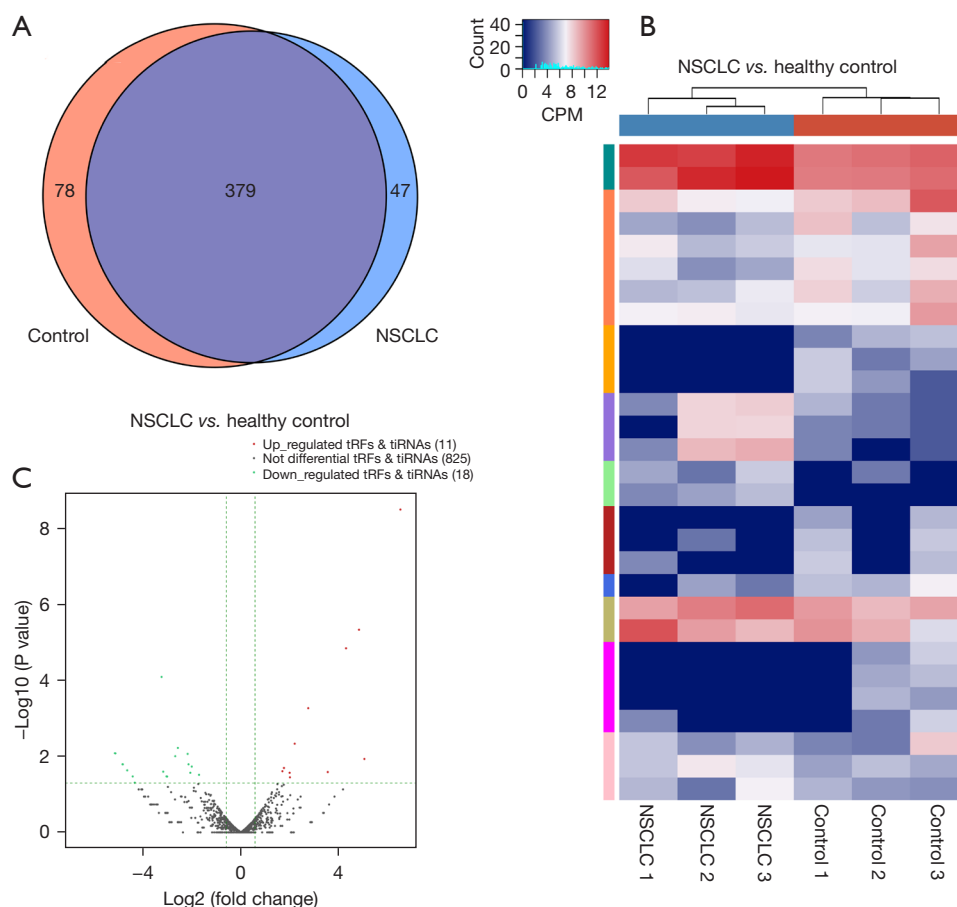 A
78
379
47
Control
NSCLC
Count
40
20
0
0 4 8 12
CPM
B
NSCLC vs. healthy control
NSCLC 1
NSCLC 2
NSCLC 3
Control 1
Control 2
Control 3
C
NSCLC vs. healthy control
Up_regulated tRFs & tiRNAs (11)
Not differential tRFs & tiRNAs (825)
Down_regulated tRFs & tiRNAs (18)
−Log10 (P value)
8
6
4
2
0
−4 0 4
Log2 (fold change)